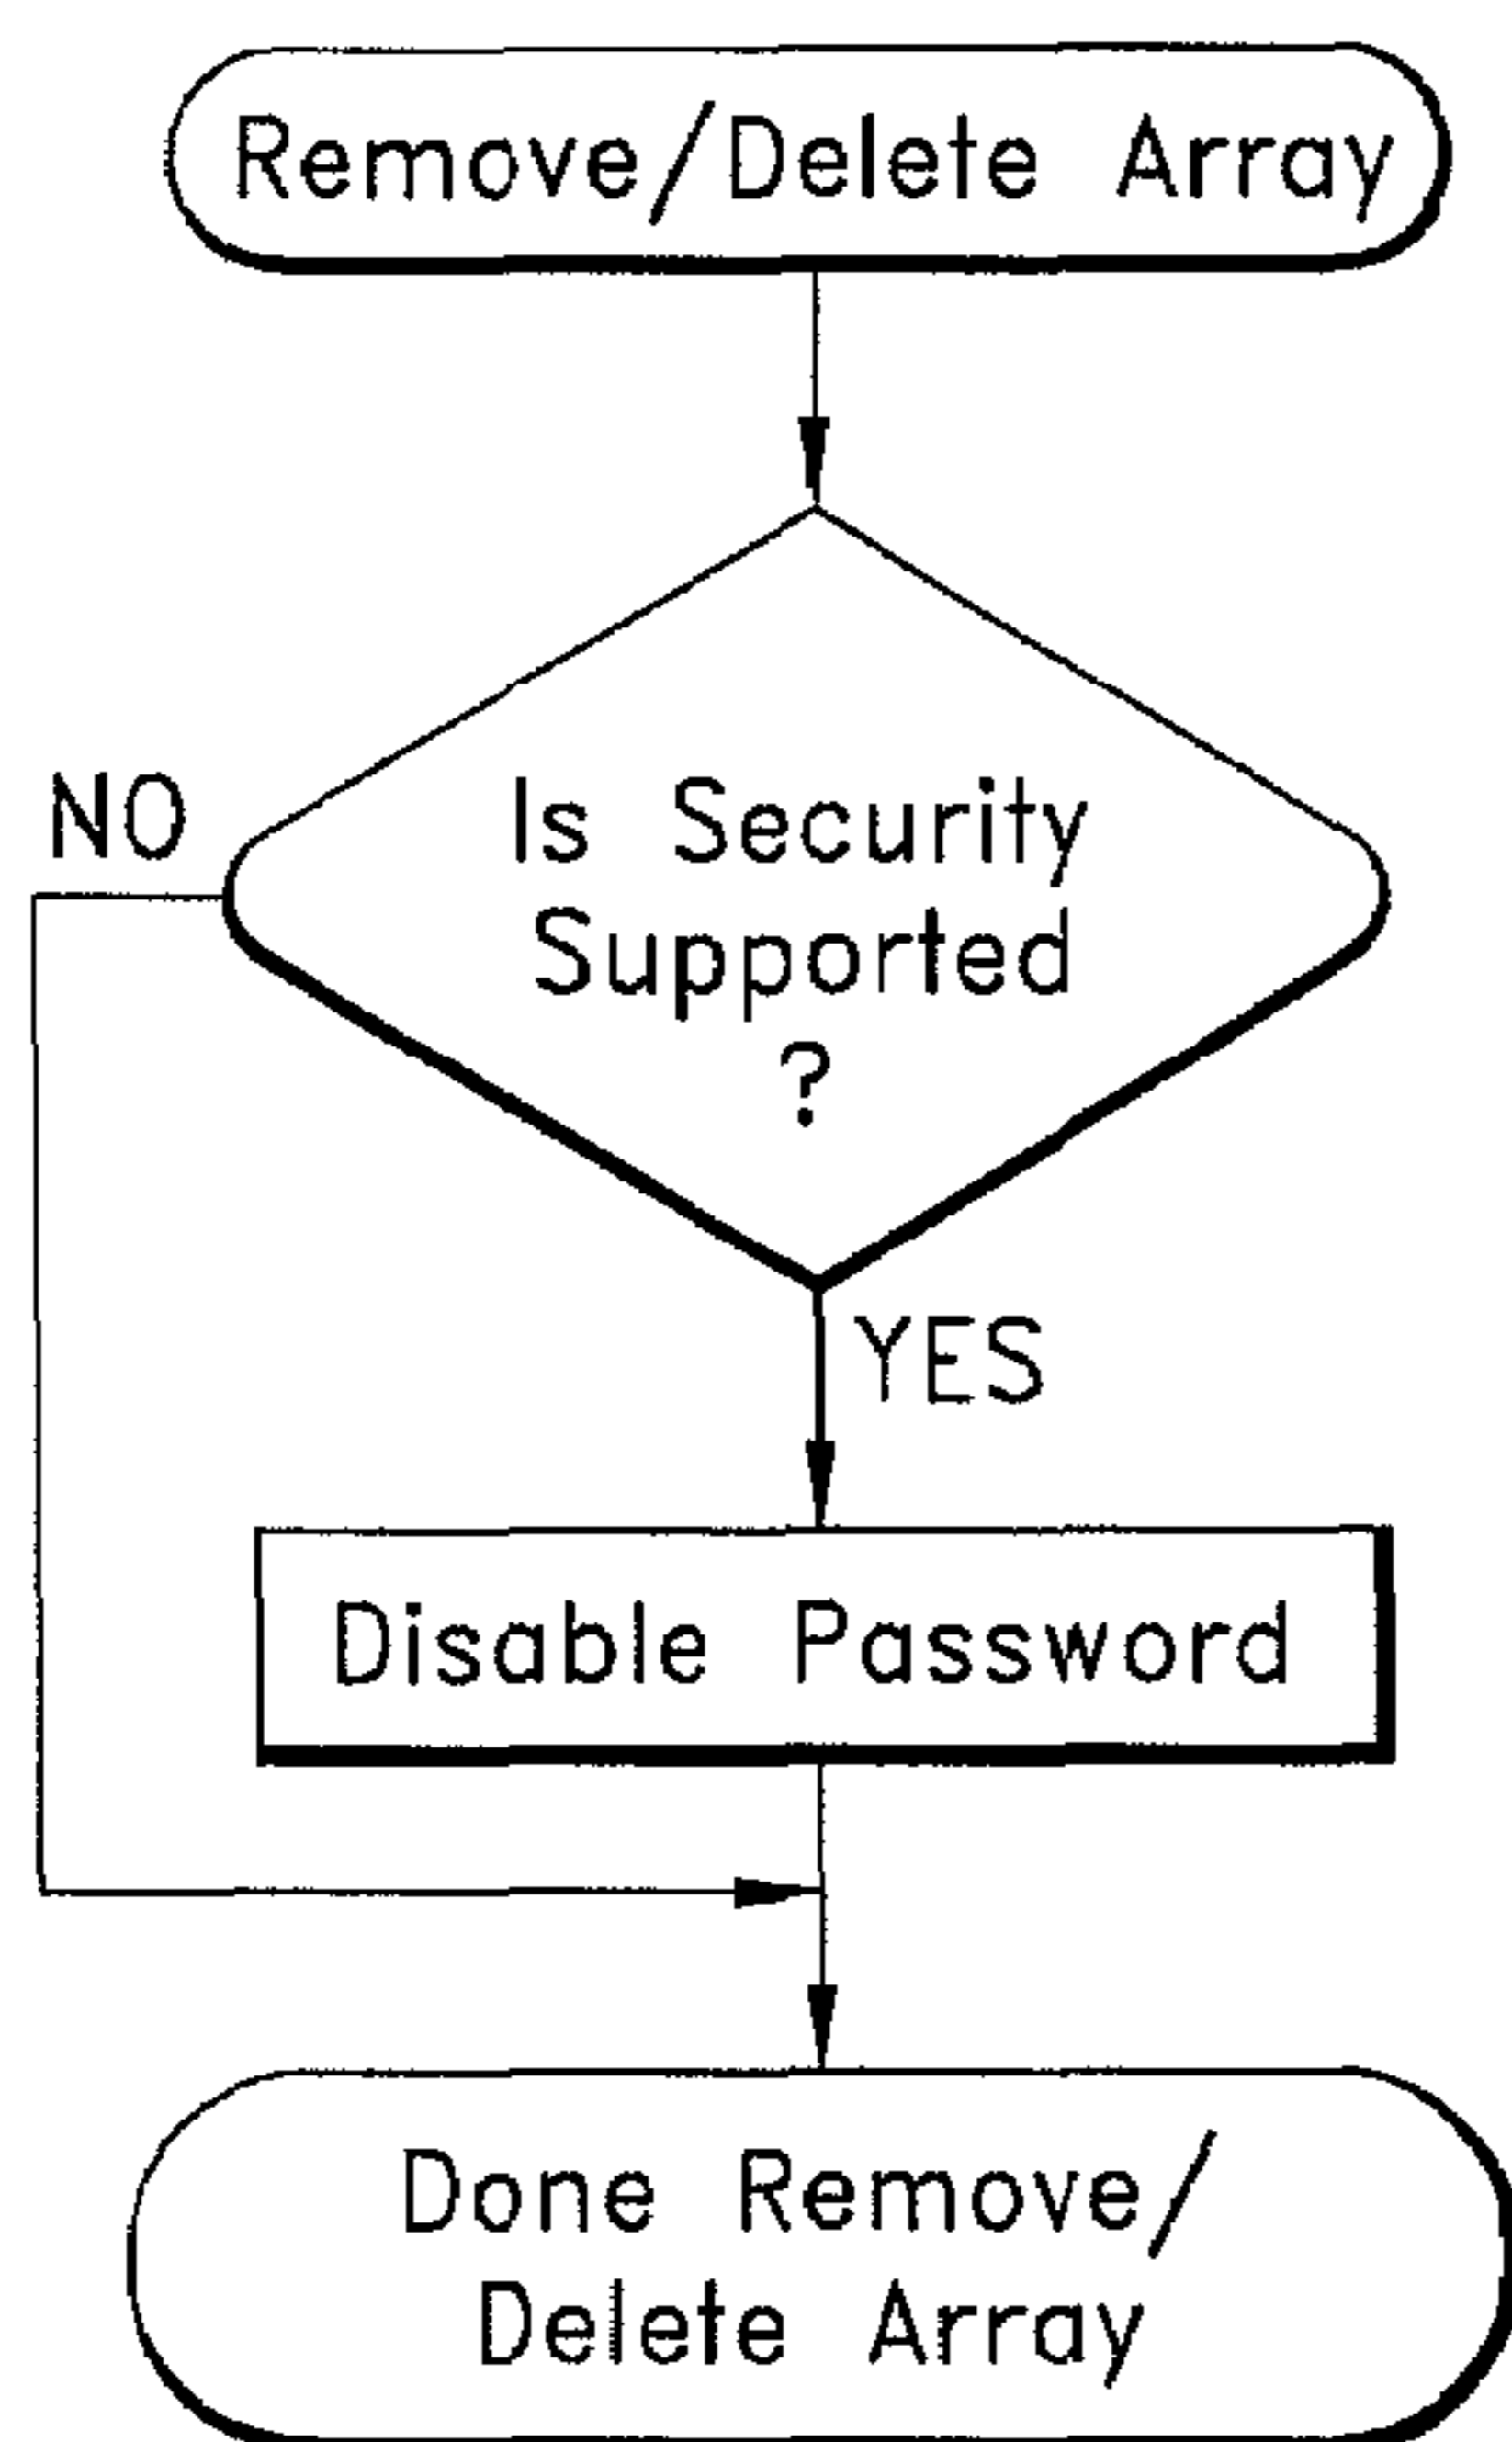 Remove/Delete Array
NO
Is Security
Supported
?
YES
Disable Password
Done Remove/
Delete Array